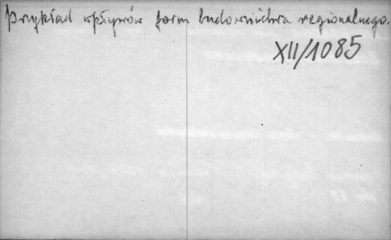 Przykład wpływów form budownictwa regionalnego.
XII/1085